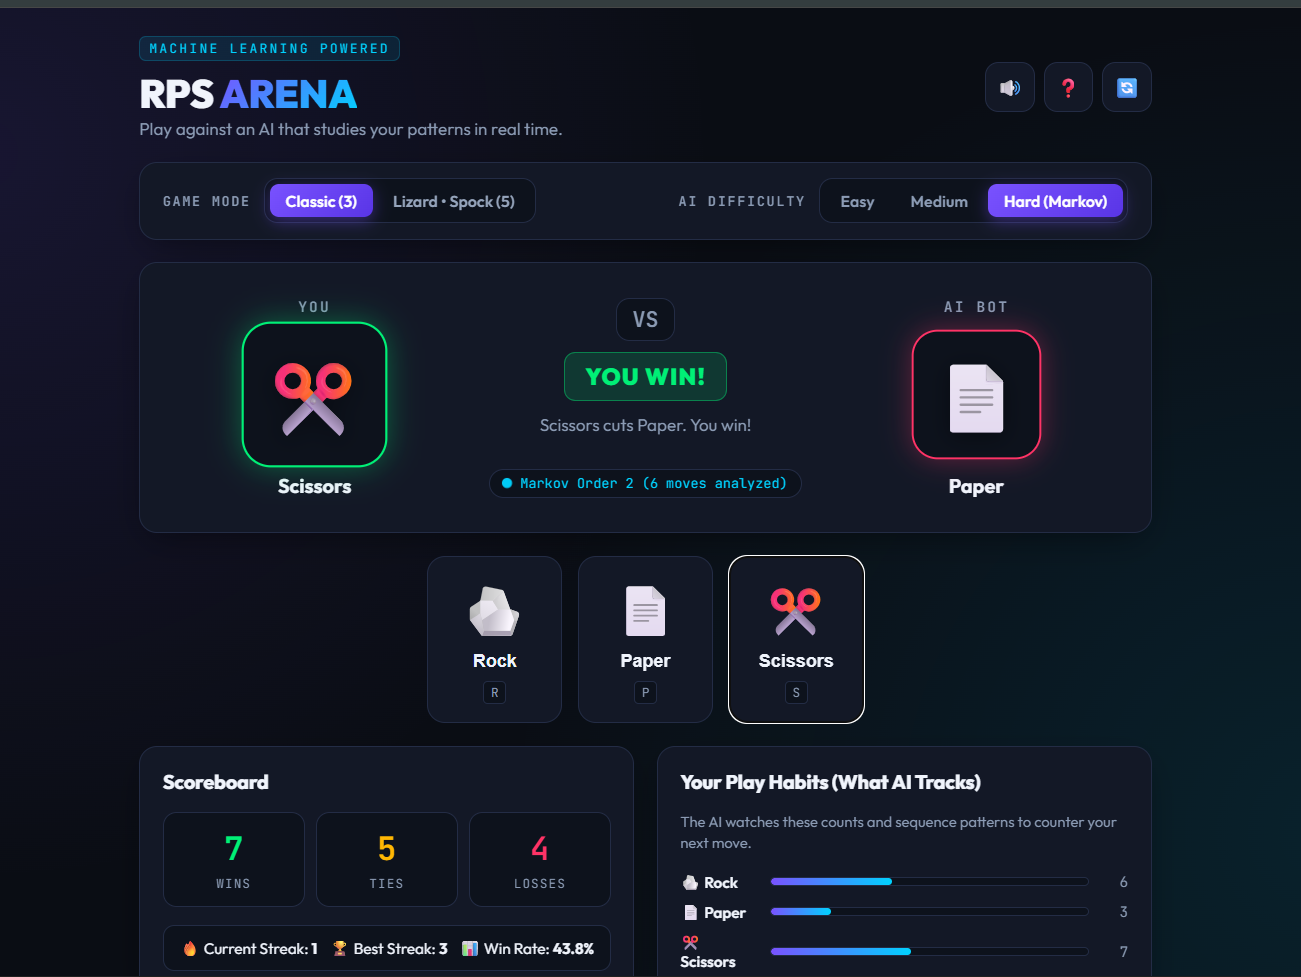 MACHINE LEARNING POWERED
RPS ARENA
Play against an AI that studies your patterns in real time.
GAME MODE
Classic (3)
Lizard • Spock (5)
AI DIFFICULTY
Easy
Medium
Hard (Markov)
YOU
Scissors
VS
YOU WIN!
Scissors cuts Paper. You win!
Markov Order 2 (6 moves analyzed)
AI BOT
Paper
Rock
R
Paper
P
Scissors
S
Scoreboard
7
WINS
5
TIES
4
LOSSES
Current Streak: 1
Best Streak: 3
Win Rate: 43.8%
Your Play Habits (What AI Tracks)
The AI watches these counts and sequence patterns to counter your
next move.
Rock 6
Paper 3
Scissors 7